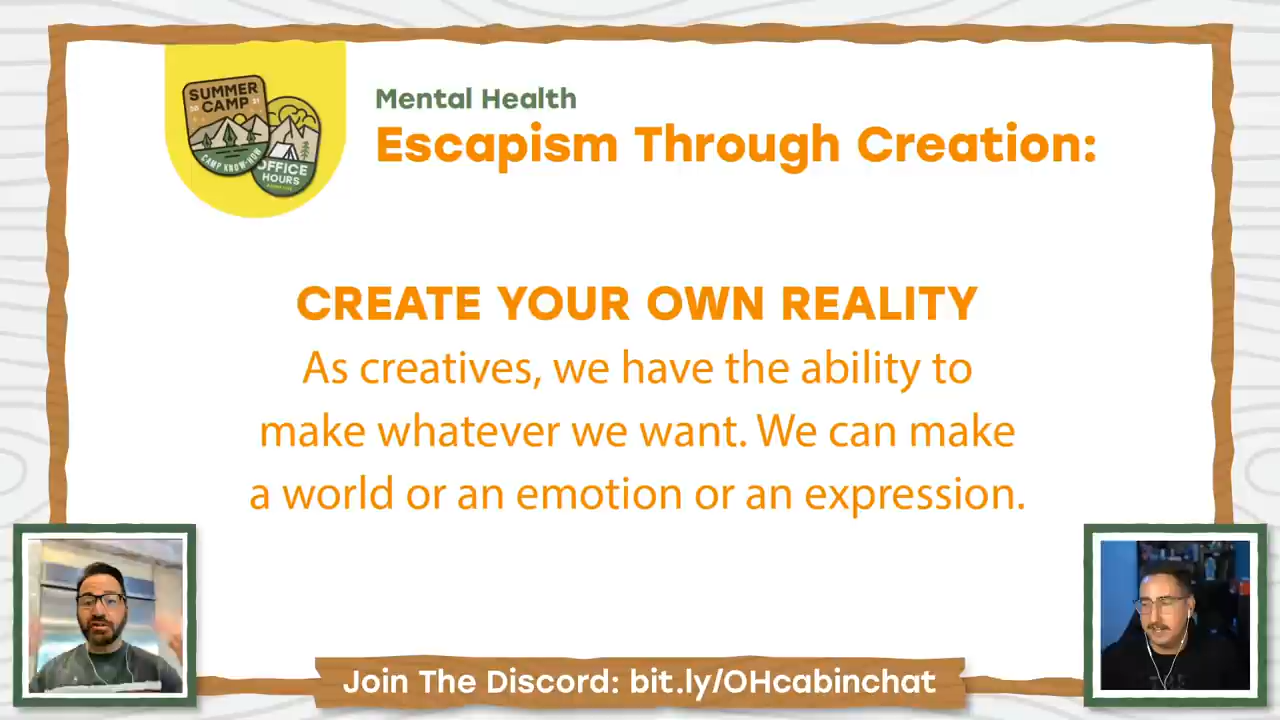 Mental Health
Escapism Through Creation:
SUMMER
CAMP
CAMP KNOW-HOW
OFFICE
HOURS
CREATE YOUR OWN REALITY
As creatives, we have the ability to
make whatever we want. We can make
a world or an emotion or an expression.
Join The Discord: bit.ly/OHcabinchat